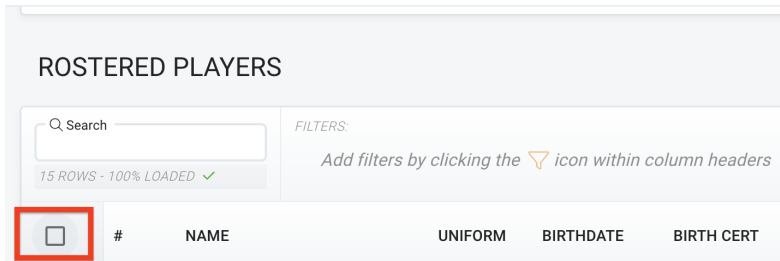 ROSTERED PLAYERS
Search
FILTERS:
Add filters by clicking the icon within column headers
15 ROWS - 100% LOADED
# NAME UNIFORM BIRTHDATE BIRTH CERT